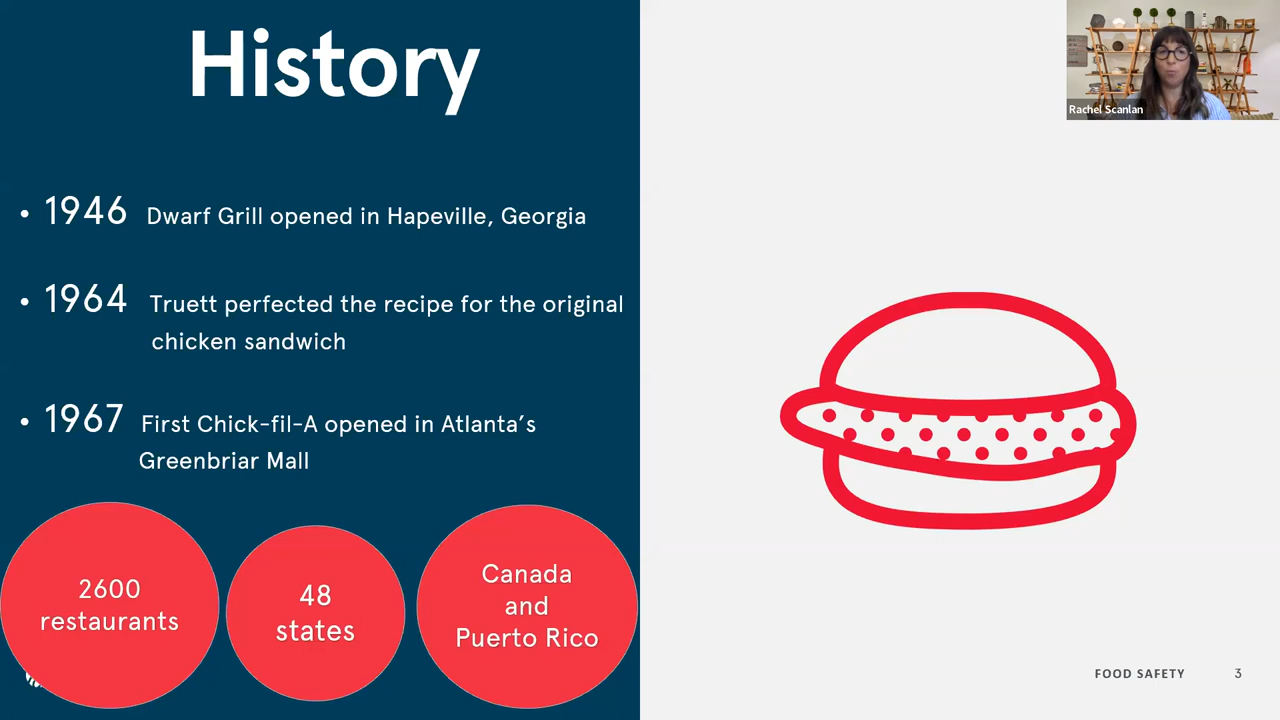 History
• 1946 Dwarf Grill opened in Hapeville, Georgia
• 1964 Truett perfected the recipe for the original
chicken sandwich
• 1967 First Chick-fil-A opened in Atlanta’s
Greenbriar Mall
2600
restaurants
48
states
Canada
and
Puerto Rico
Rachel Scanlan
FOOD SAFETY 3